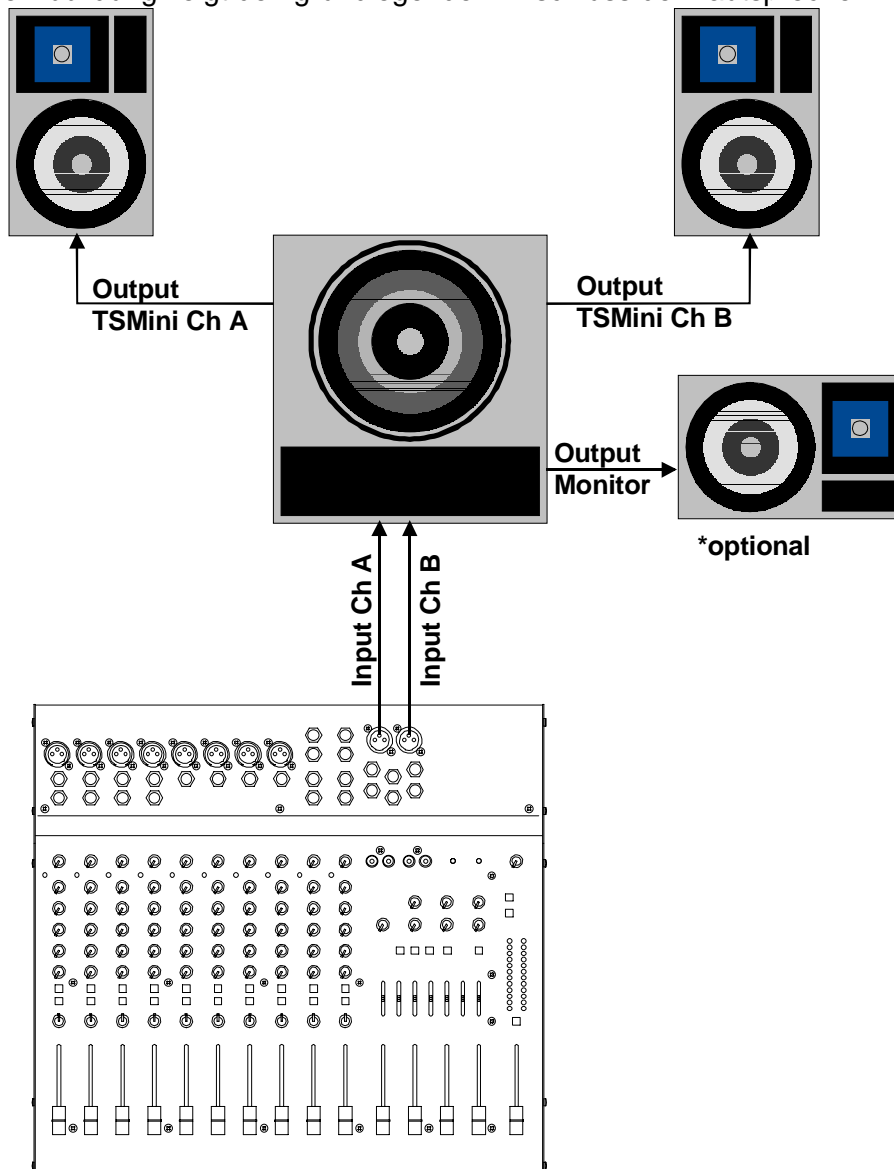 Output
TSMini Ch A
Output
TSMini Ch B
Output
Monitor
*optional
Input Ch A
Input Ch B